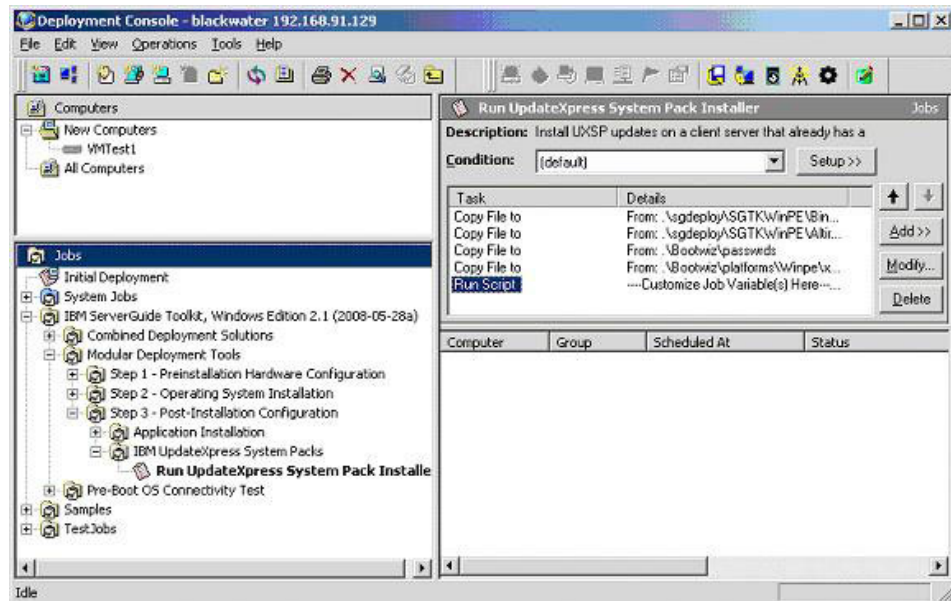 Deployment Console - blackwater 192.168.91.129
File Edit View Operations Tools Help
Computers
New Computers
VMTest1
All Computers
Jobs
Initial Deployment
System Jobs
IBM ServerGuide Toolkit, Windows Edition 2.1 (2008-05-28a)
Combined Deployment Solutions
Modular Deployment Tools
Step 1 - Preinstallation Hardware Configuration
Step 2 - Operating System Installation
Step 3 - Post-Installation Configuration
Application Installation
IBM UpdateXpress System Packs
Run UpdateXpress System Pack Installe
Pre-Boot OS Connectivity Test
Samples
TestJobs
Run UpdateXpress System Pack Installer Jobs
Description: Install UXSP updates on a client server that already has a
Condition: (default) Setup >>
Task Details
Copy File to From: .\sgdeploy\SGTKWinPE\Bin...
Copy File to From: .\sgdeploy\SGTKWinPE\Altir...
Copy File to From: .\Bootwiz\passwrds
Copy File to From: .\Bootwiz\platforms\Winpe\x...
Run Script ----Customize Job Variable(s) Here---...
Add >>
Modify...
Delete
Computer Group Scheduled At Status
Idle